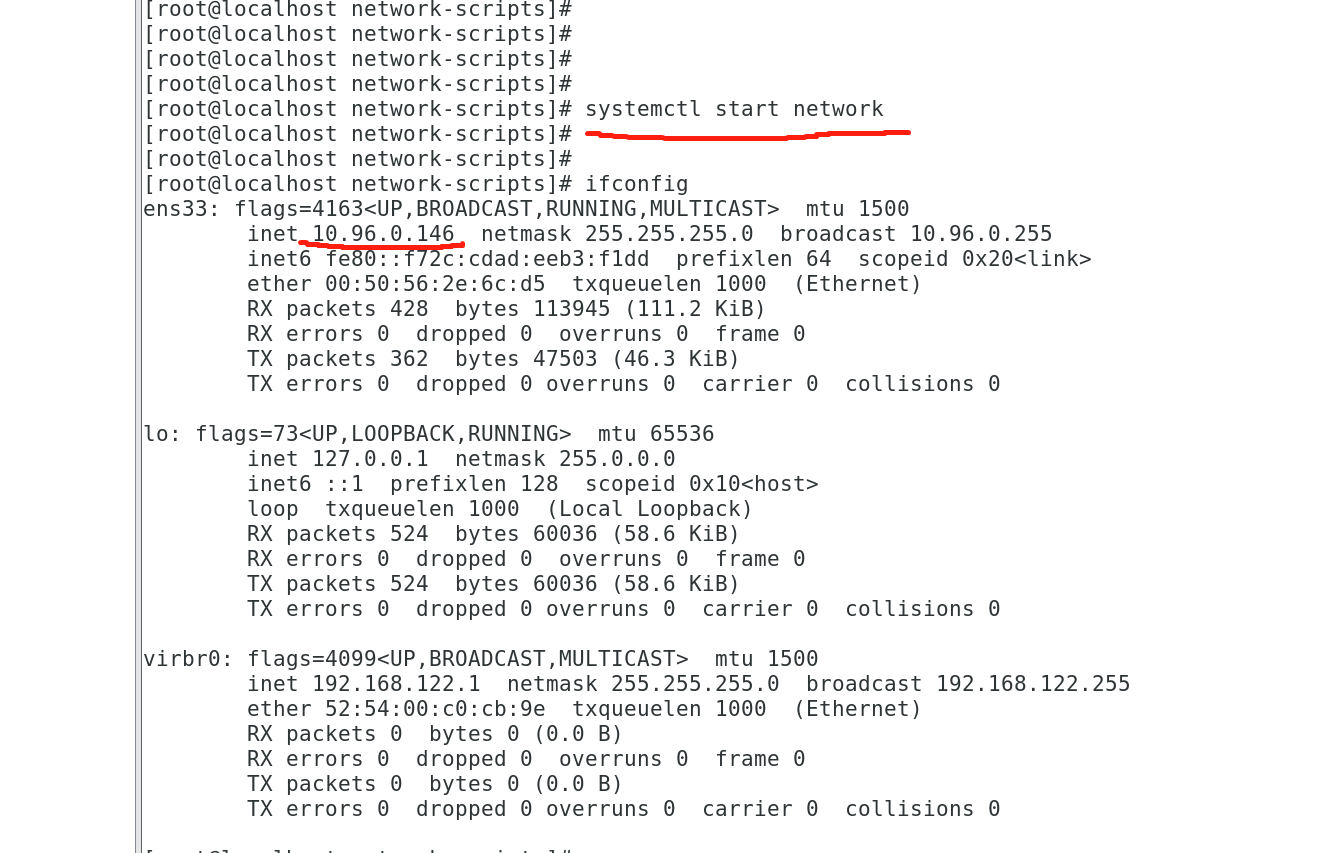 [root@localhost network-scripts]#
[root@localhost network-scripts]#
[root@localhost network-scripts]#
[root@localhost network-scripts]#
[root@localhost network-scripts]# systemctl start network
[root@localhost network-scripts]#
[root@localhost network-scripts]#
[root@localhost network-scripts]# ifconfig
ens33: flags=4163<UP,BROADCAST,RUNNING,MULTICAST>  mtu 1500
        inet 10.96.0.146  netmask 255.255.255.0  broadcast 10.96.0.255
        inet6 fe80::f72c:cdad:eeb3:f1dd  prefixlen 64  scopeid 0x20<link>
        ether 00:50:56:2e:6c:d5  txqueuelen 1000  (Ethernet)
        RX packets 428  bytes 113945 (111.2 KiB)
        RX errors 0  dropped 0  overruns 0  frame 0
        TX packets 362  bytes 47503 (46.3 KiB)
        TX errors 0  dropped 0 overruns 0  carrier 0  collisions 0

lo: flags=73<UP,LOOPBACK,RUNNING>  mtu 65536
        inet 127.0.0.1  netmask 255.0.0.0
        inet6 ::1  prefixlen 128  scopeid 0x10<host>
        loop  txqueuelen 1000  (Local Loopback)
        RX packets 524  bytes 60036 (58.6 KiB)
        RX errors 0  dropped 0  overruns 0  frame 0
        TX packets 524  bytes 60036 (58.6 KiB)
        TX errors 0  dropped 0 overruns 0  carrier 0  collisions 0

virbr0: flags=4099<UP,BROADCAST,MULTICAST>  mtu 1500
        inet 192.168.122.1  netmask 255.255.255.0  broadcast 192.168.122.255
        ether 52:54:00:c0:cb:9e  txqueuelen 1000  (Ethernet)
        RX packets 0  bytes 0 (0.0 B)
        RX errors 0  dropped 0  overruns 0  frame 0
        TX packets 0  bytes 0 (0.0 B)
        TX errors 0  dropped 0 overruns 0  carrier 0  collisions 0